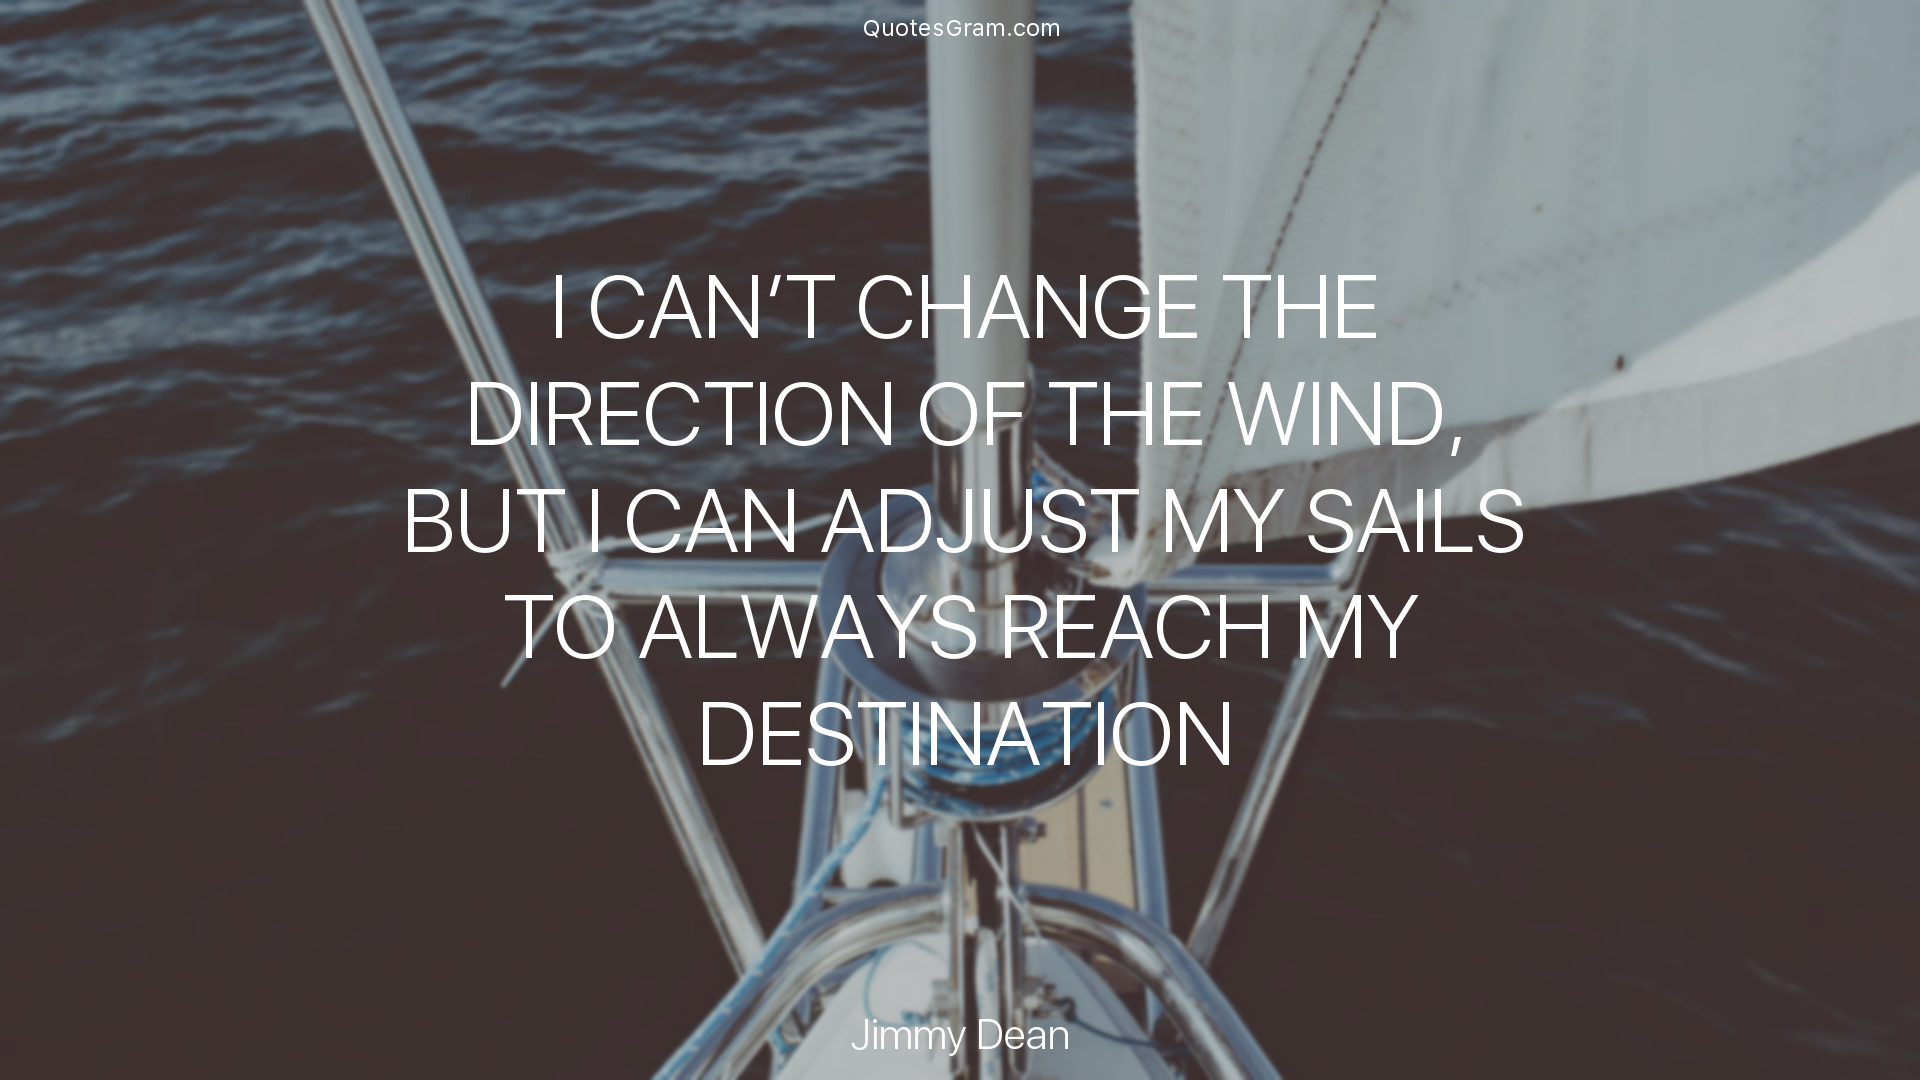 QuotesGram.com
I CAN’T CHANGE THE
DIRECTION OF THE WIND,
BUT I CAN ADJUST MY SAILS
TO ALWAYS REACH MY
DESTINATION
Jimmy Dean